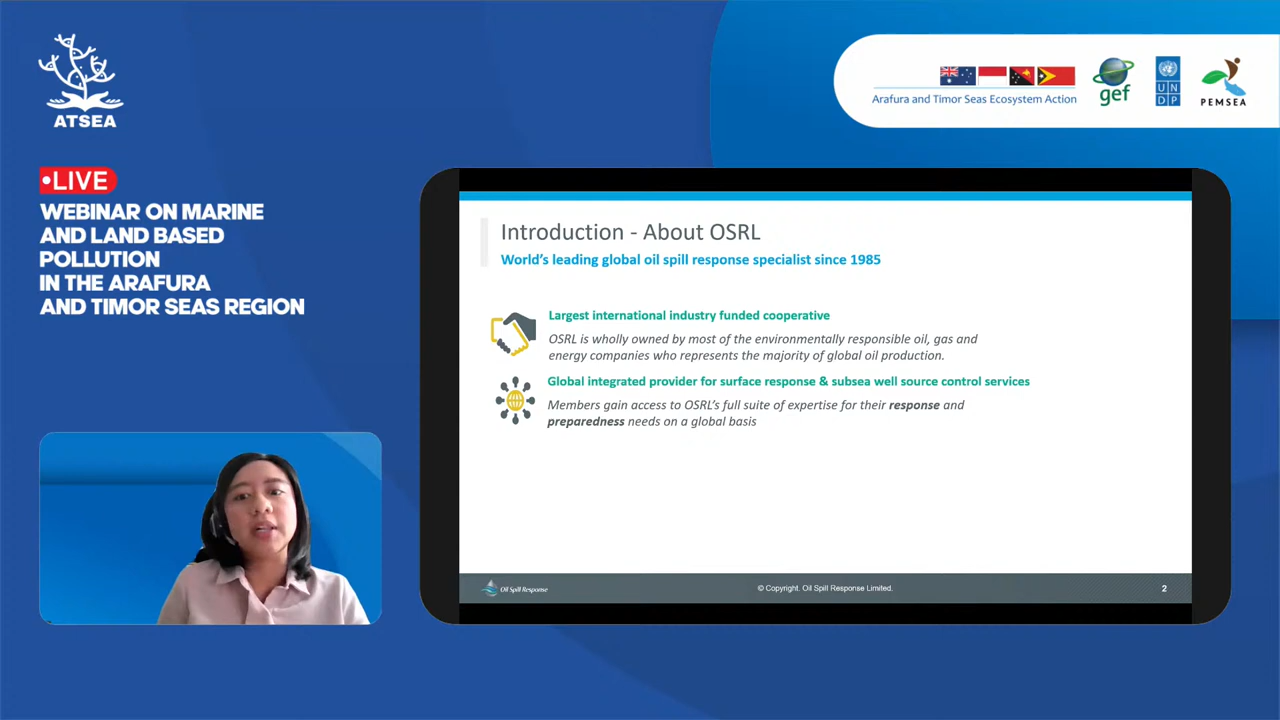 ATSEA
•LIVE
WEBINAR ON MARINE
AND LAND BASED
POLLUTION
IN THE ARAFURA
AND TIMOR SEAS REGION
Arafura and Timor Seas Ecosystem Action
gef
U N
D P
PEMSEA
Introduction - About OSRL
World's leading global oil spill response specialist since 1985
Largest international industry funded cooperative
OSRL is wholly owned by most of the environmentally responsible oil, gas and
energy companies who represents the majority of global oil production.
Global integrated provider for surface response & subsea well source control services
Members gain access to OSRL's full suite of expertise for their response and
preparedness needs on a global basis
Oil Spill Response
© Copyright. Oil Spill Response Limited.
2